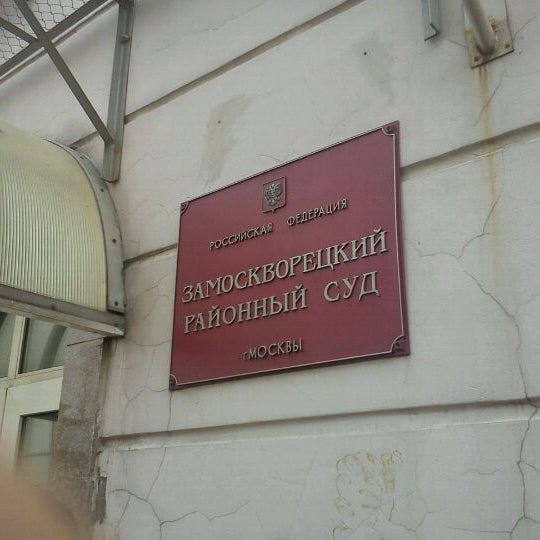 РОССИЙСКАЯ ФЕДЕРАЦИЯ
ЗАМОСКВОРЕЦКИЙ
РАЙОННЫЙ СУД
г.МОСКВЫ